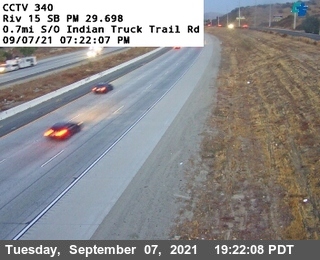 CCTV 340
Riv 15 SB PM 29.698
0.7mi S/O Indian Truck Trail Rd
09/07/21 07:22:07 PM
Tuesday, September 07, 2021 19:22:08 PDT